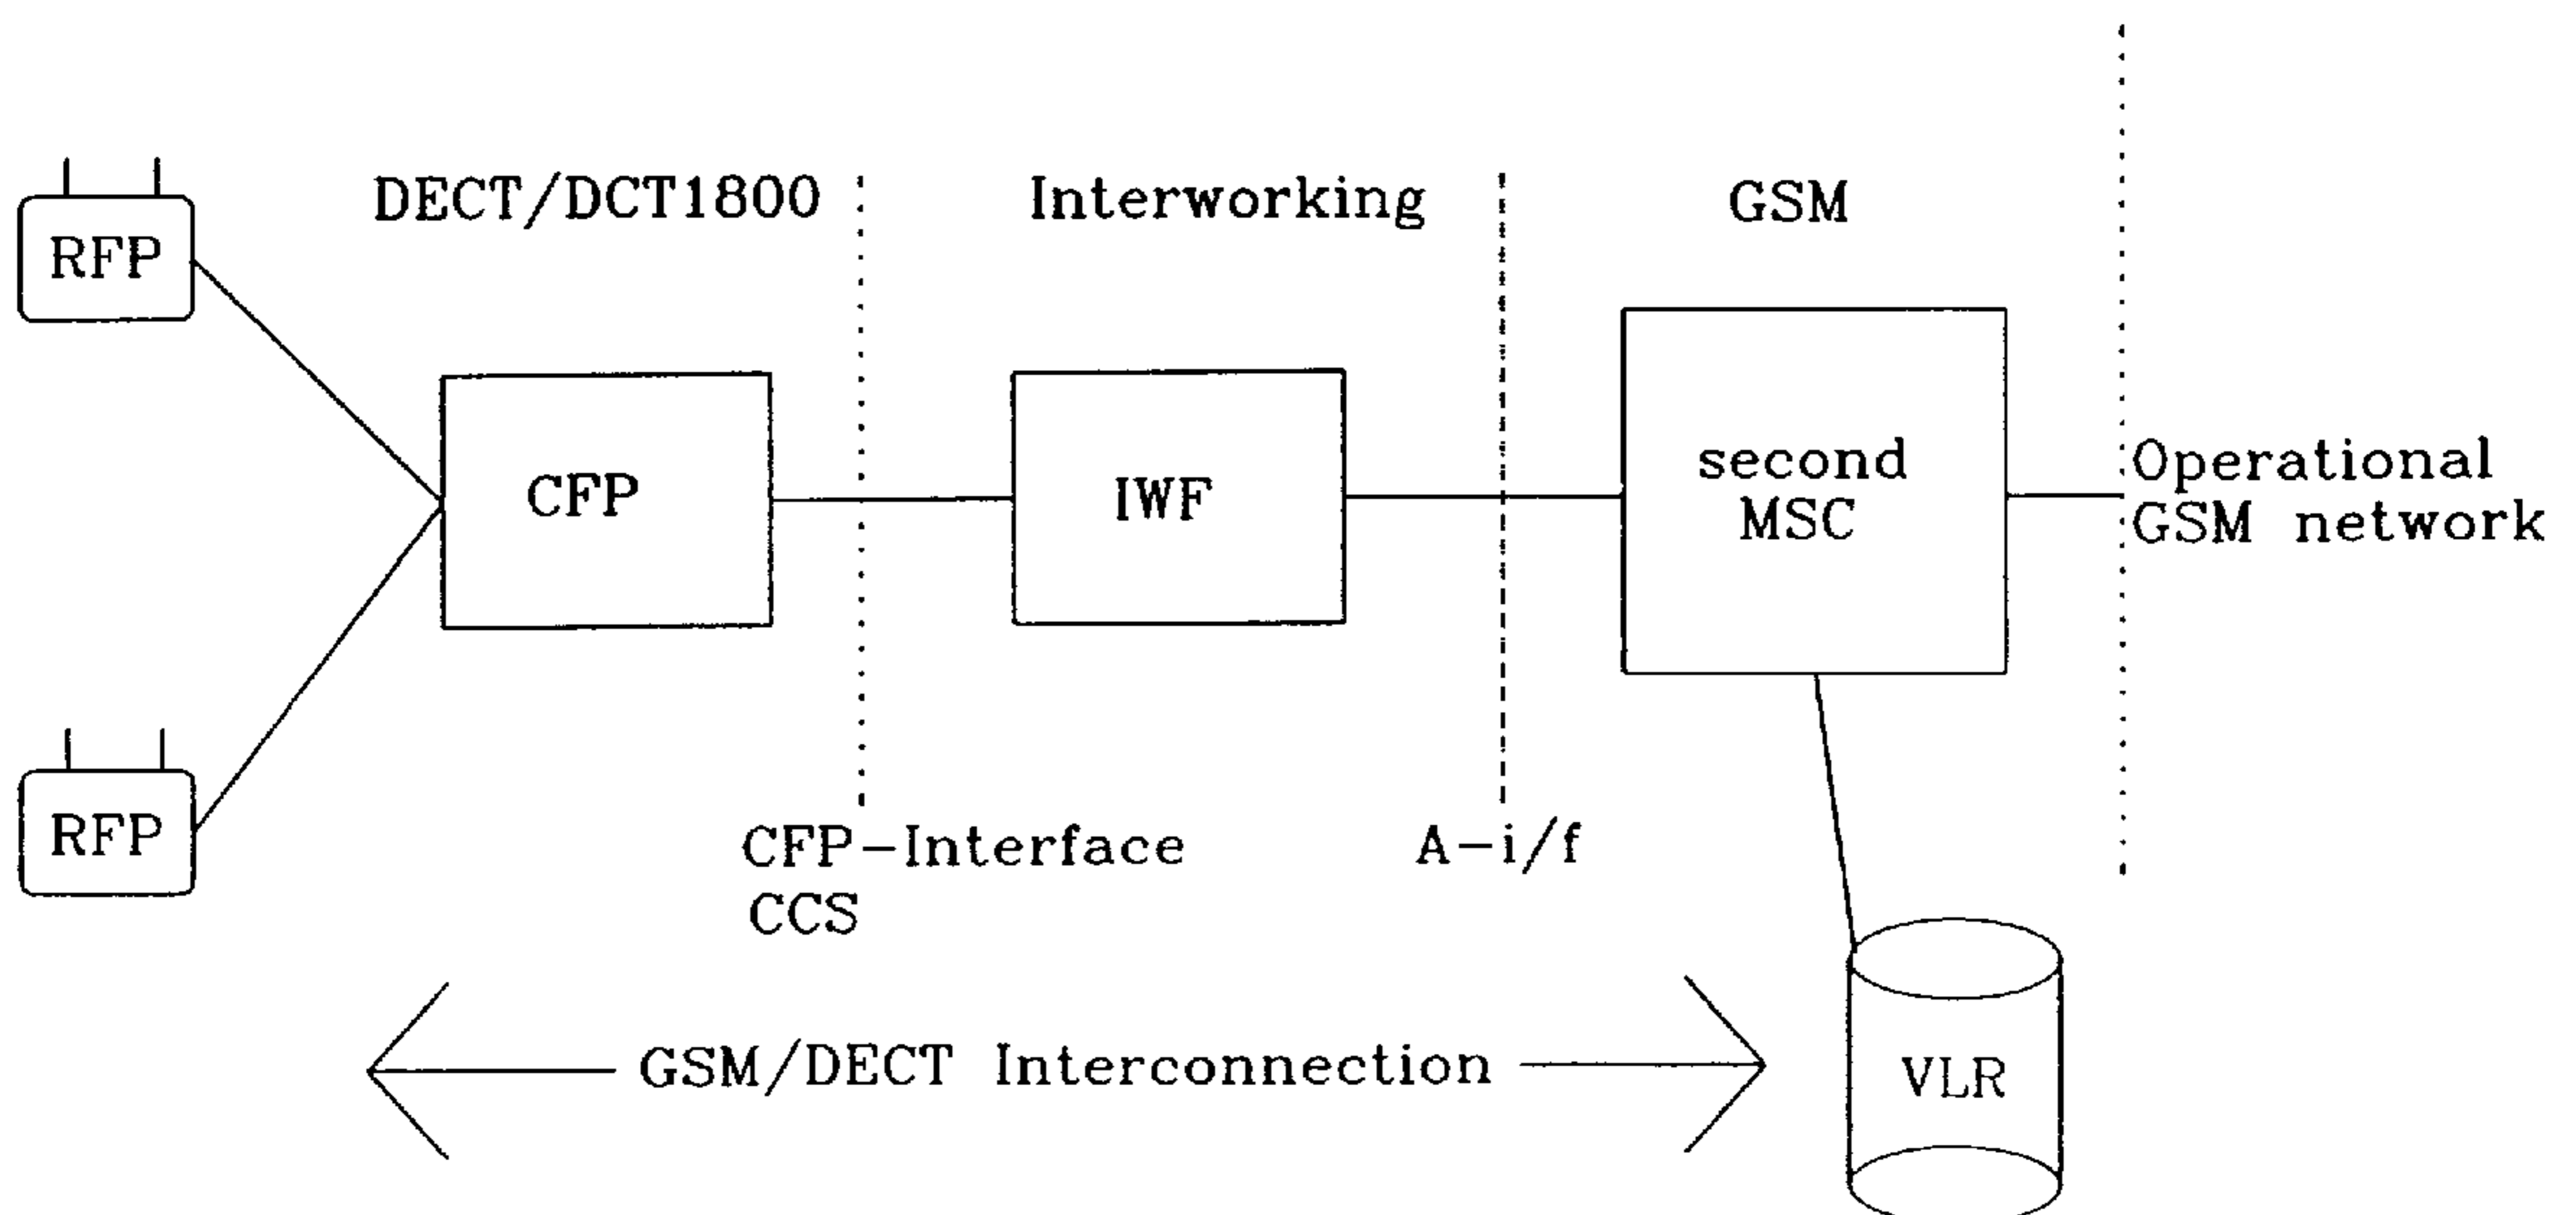 DECT/DCT1800
Interworking
GSM
RFP
CFP
IWF
second
MSC
Operational
GSM network
RFP
CFP-Interface
CCS
A-i/f
GSM/DECT Interconnection
VLR